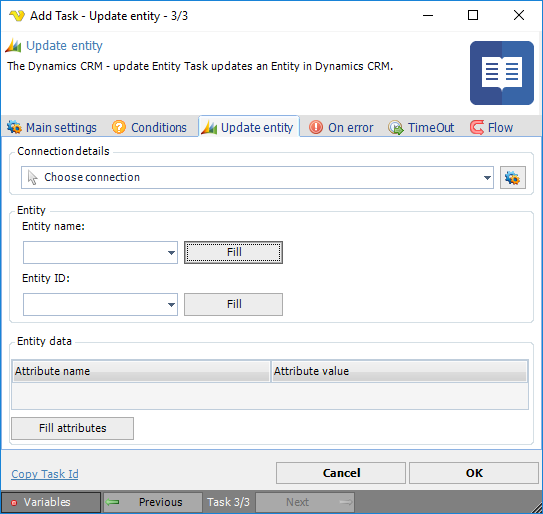 Add Task - Update entity - 3/3
Update entity
The Dynamics CRM - update Entity Task updates an Entity in Dynamics CRM.
Main settings Conditions Update entity On error TimeOut Flow
Connection details
Choose connection
Entity
Entity name:
Fill
Entity ID:
Fill
Entity data
Attribute name Attribute value
Fill attributes
Copy Task Id Cancel OK
Variables Previous Task 3/3 Next